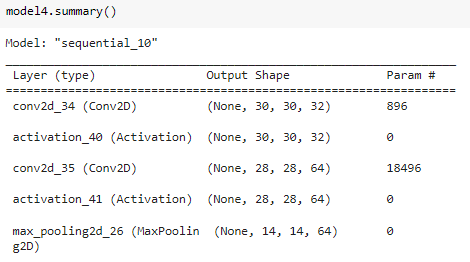 model4.summary()
Model: "sequential_10"
_________________________________________________________________
Layer (type) Output Shape Param #
=================================================================
conv2d_34 (Conv2D) (None, 30, 30, 32) 896
activation_40 (Activation) (None, 30, 30, 32) 0
conv2d_35 (Conv2D) (None, 28, 28, 64) 18496
activation_41 (Activation) (None, 28, 28, 64) 0
max_pooling2d_26 (MaxPoolin (None, 14, 14, 64) 0
g2D)